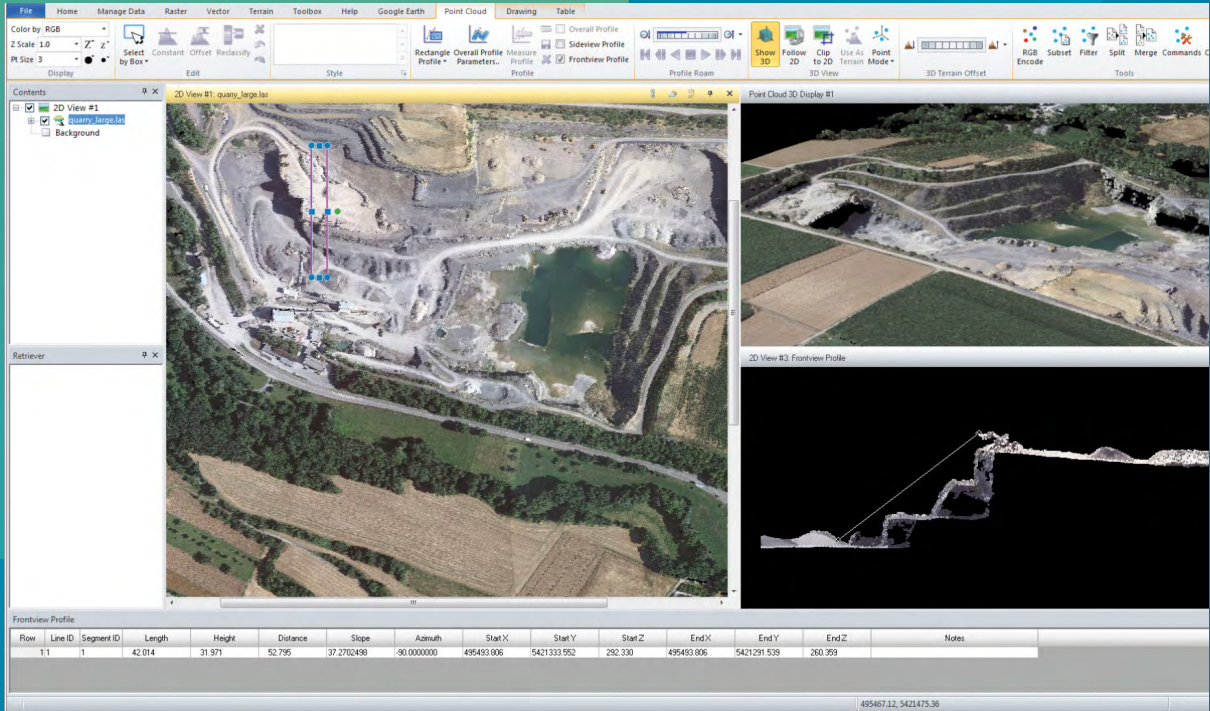 File Home Manage Data Raster Vector Terrain Toolbox Help Google Earth Point Cloud Drawing Table
Color by RGB
Z Scale 1.0
Pt Size 3
Z+ z-
Display
Select by Box
Constant
Offset
Reclassify
Edit
Style
Rectangle Profile
Overall Profile Parameters..
Measure Profile
Overall Profile
Sideview Profile
Frontview Profile
Profile
Profile Roam
Show 3D
Follow 2D
Clip to 2D
Use As Terrain
Point Mode
3D View
3D Terrain Offset
RGB Encode
Subset
Filter
Split
Merge
Commands
C
Tools
Contents
2D View #1
quarry_large.las
Background
Retriever
2D View #1: quarry_large.las
Point Cloud 3D Display #1
2D View #3: Frontview Profile
Frontview Profile
Row Line ID Segment ID Length Height Distance Slope Azimuth Start X Start Y Start Z End X End Y End Z Notes
1 1 1 42.014 31.971 52.795 37.2702498 -90.0000000 495493.806 5421333.552 292.330 495493.806 5421291.539 260.359
495467.12, 5421475.36